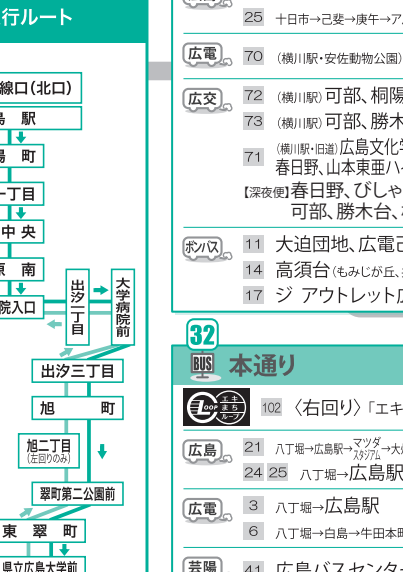 行ルート
線口(北口)
島 駅
町
丁目
中央
南
院入口
出汐二丁目
大学病院前
出汐三丁目
旭 町
旭二丁目
(左回りのみ)
翠町第二公園前
東 翠 町
県立広島大学前
25 十日市→己斐→庚午→ア
広電 70 (横川駅・安佐動物公園)
広交 72 (横川駅)可部、桐陽
73 (横川駅)可部、勝木
71 (横川駅・旧道)広島文化学
春日野、山本東亜ハイ
【深夜便】春日野、びしゃ
可部、勝木台、
ボンバス 11 大迫団地、広電己
14 高須台(もみじが丘、
17 ジ アウトレット広
32
BUS 本通り
Loop エキまちループ 102 〈右回り〉「エキ
広島 21 八丁堀→広島駅→マツダスタジアム→大
24 25 八丁堀→広島駅
広電 3 八丁堀→広島駅
6 八丁堀→白島→牛田本町
芸陽 41 広島バスセンター